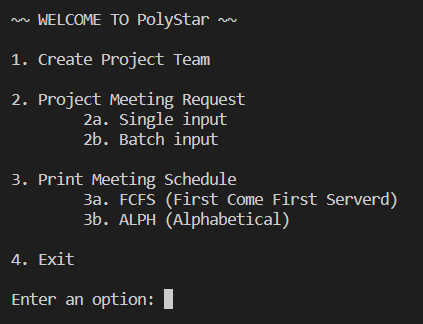 ~~ WELCOME TO PolyStar ~~
1. Create Project Team
2. Project Meeting Request
2a. Single input
2b. Batch input
3. Print Meeting Schedule
3a. FCFS (First Come First Serverd)
3b. ALPH (Alphabetical)
4. Exit
Enter an option: